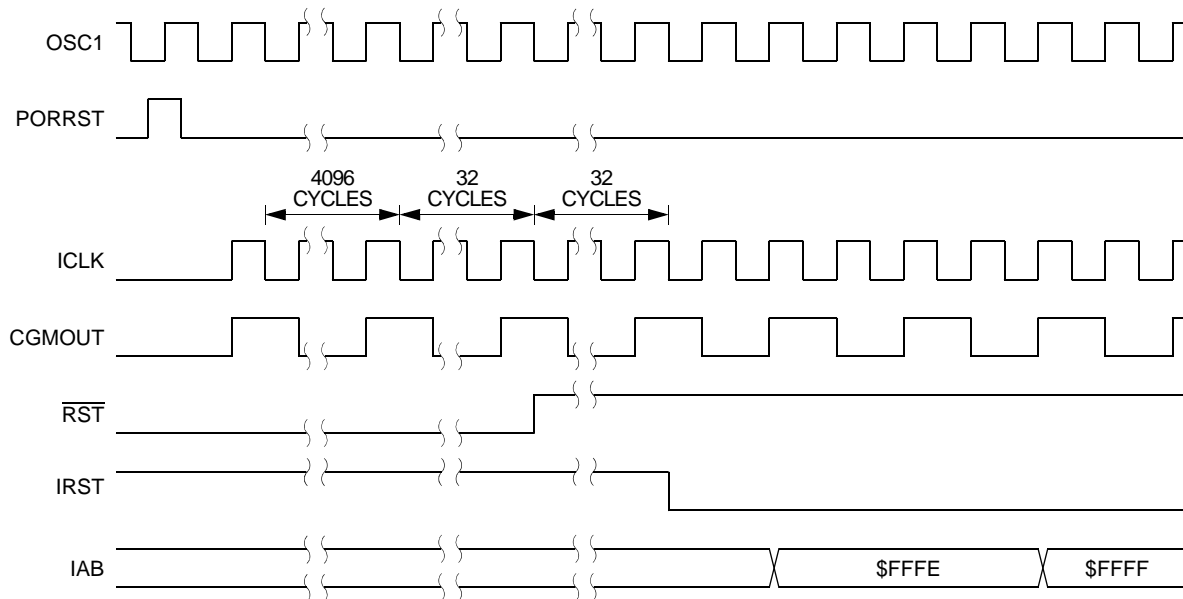 OSC1
PORRST
4096
CYCLES
32
CYCLES
32
CYCLES
ICLK
CGMOUT
RST
IRST
IAB
$FFFE
$FFFF